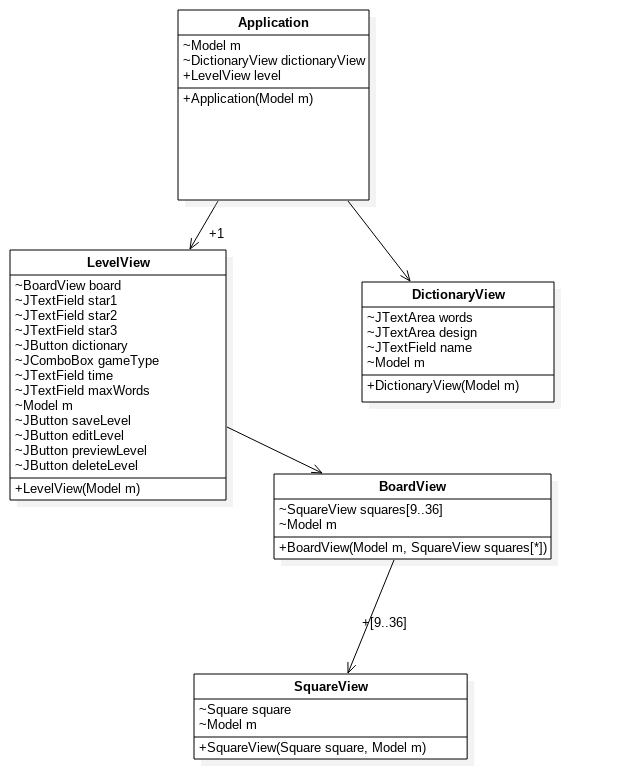 Application
~Model m
~DictionaryView dictionaryView
+LevelView level
+Application(Model m)
+1
LevelView
~BoardView board
~JTextField star1
~JTextField star2
~JTextField star3
~JButton dictionary
~JComboBox gameType
~JTextField time
~JTextField maxWords
~Model m
~JButton saveLevel
~JButton editLevel
~JButton previewLevel
~JButton deleteLevel
+LevelView(Model m)
DictionaryView
~JTextArea words
~JTextArea design
~JTextField name
~Model m
+DictionaryView(Model m)
BoardView
~SquareView squares[9..36]
~Model m
+BoardView(Model m, SquareView squares[*])
+[9..36]
SquareView
~Square square
~Model m
+SquareView(Square square, Model m)